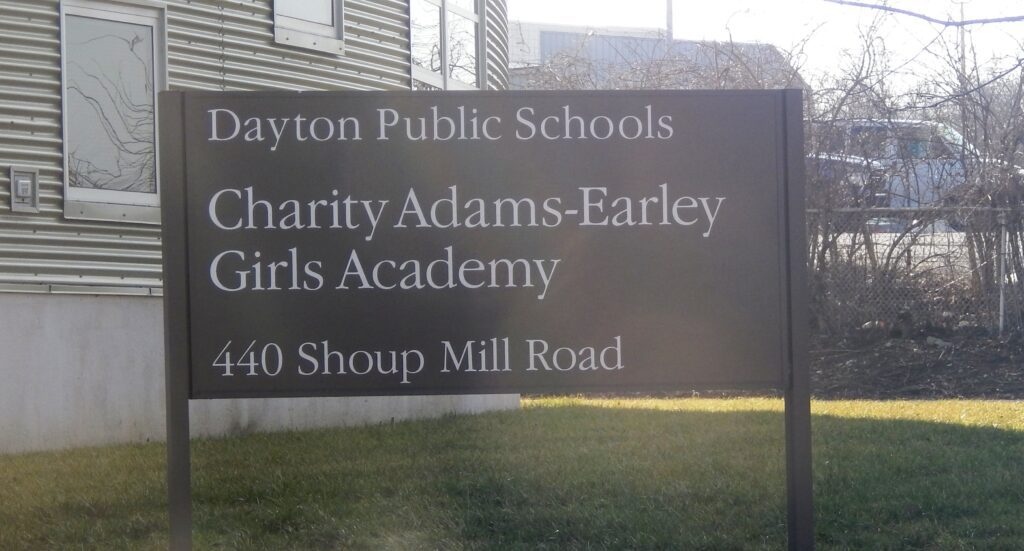 Dayton Public Schools
Charity Adams-Earley
Girls Academy
440 Shoup Mill Road